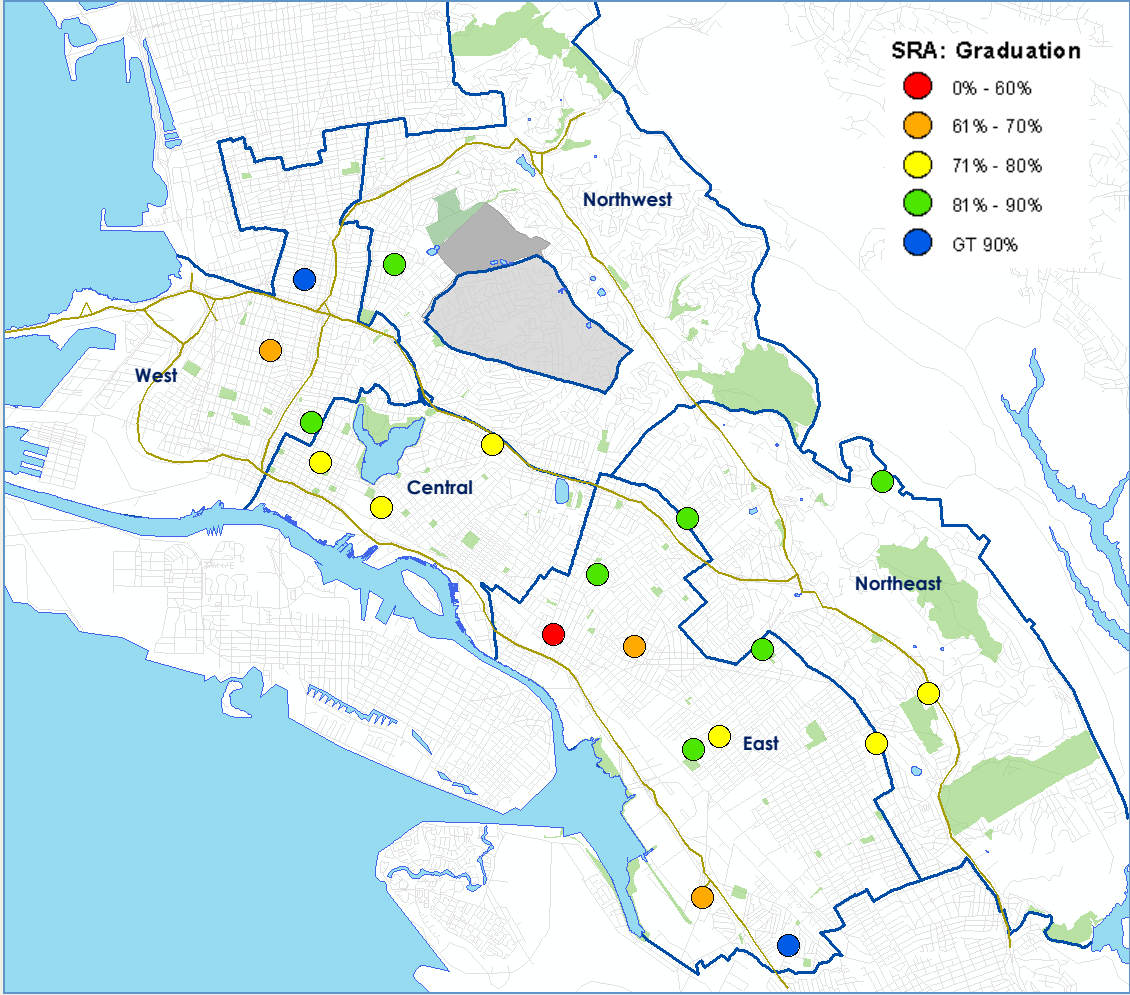 SRA: Graduation
0% - 60%
61% - 70%
71% - 80%
81% - 90%
GT 90%
Northwest
West
Central
Northeast
East